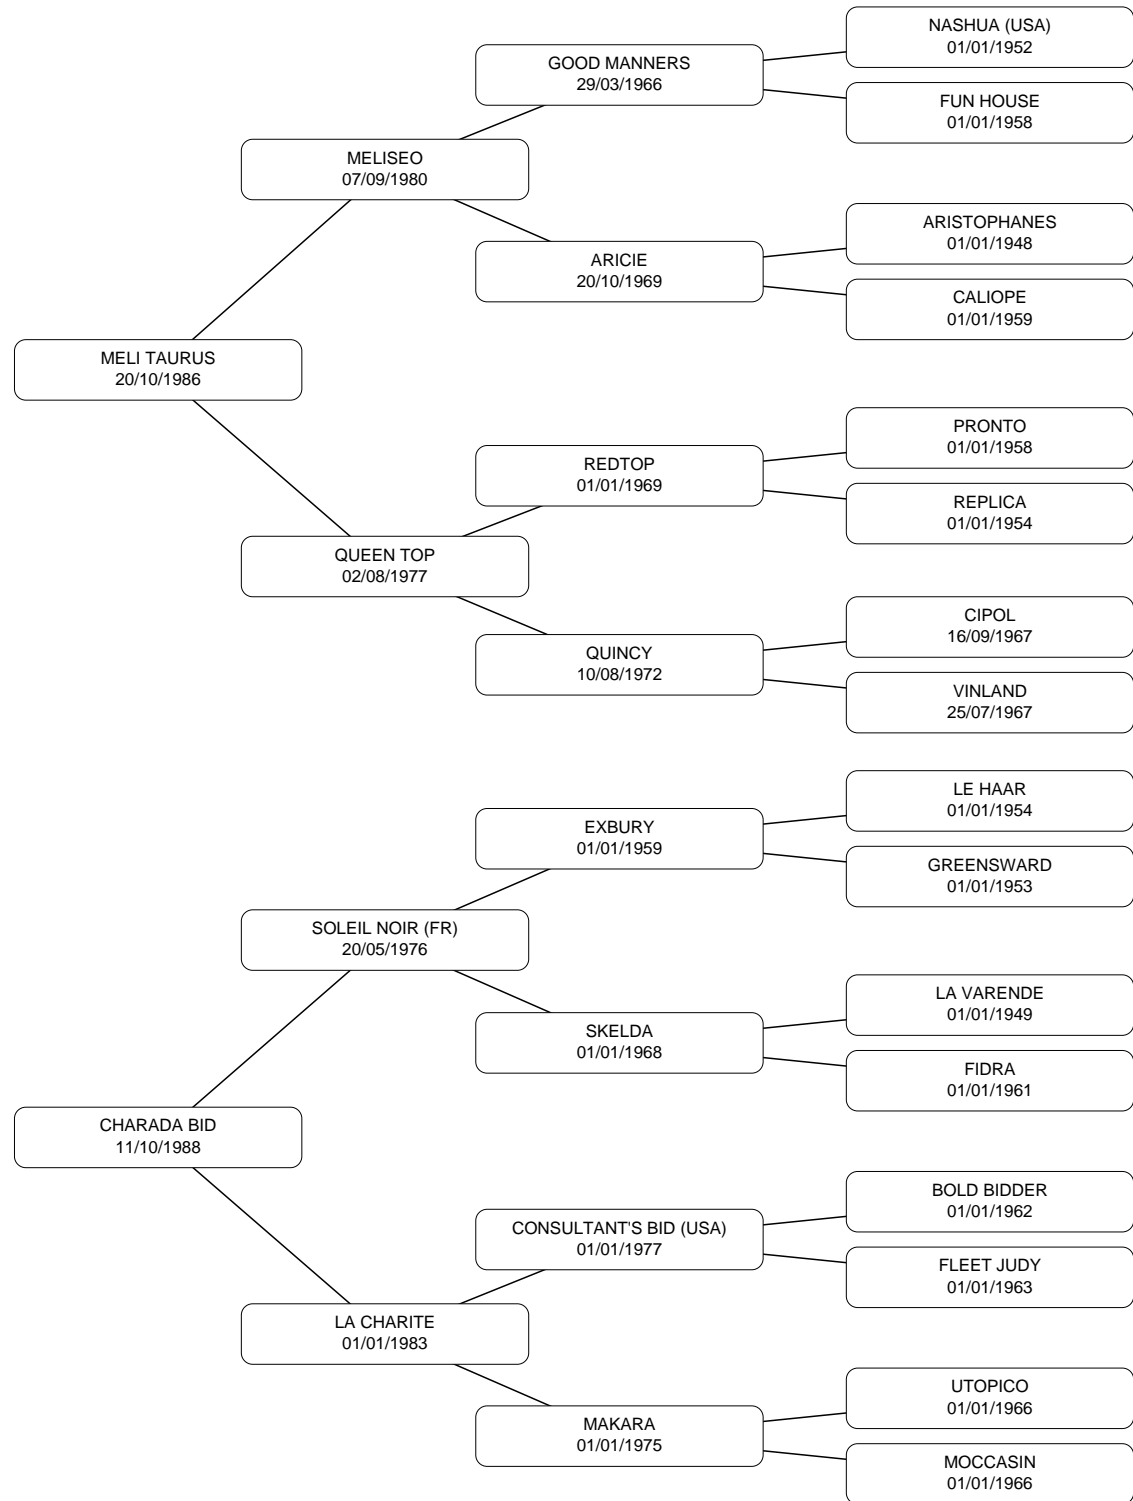 NASHUA (USA)
01/01/1952
GOOD MANNERS
29/03/1966
FUN HOUSE
01/01/1958
MELISEO
07/09/1980
ARISTOPHANES
01/01/1948
ARICIE
20/10/1969
CALIOPE
01/01/1959
MELI TAURUS
20/10/1986
PRONTO
01/01/1958
REDTOP
01/01/1969
REPLICA
01/01/1954
QUEEN TOP
02/08/1977
CIPOL
16/09/1967
QUINCY
10/08/1972
VINLAND
25/07/1967
LE HAAR
01/01/1954
EXBURY
01/01/1959
GREENSWARD
01/01/1953
SOLEIL NOIR (FR)
20/05/1976
LA VARENDE
01/01/1949
SKELDA
01/01/1968
FIDRA
01/01/1961
CHARADA BID
11/10/1988
BOLD BIDDER
01/01/1962
CONSULTANT'S BID (USA)
01/01/1977
FLEET JUDY
01/01/1963
LA CHARITE
01/01/1983
UTOPICO
01/01/1966
MAKARA
01/01/1975
MOCCASIN
01/01/1966